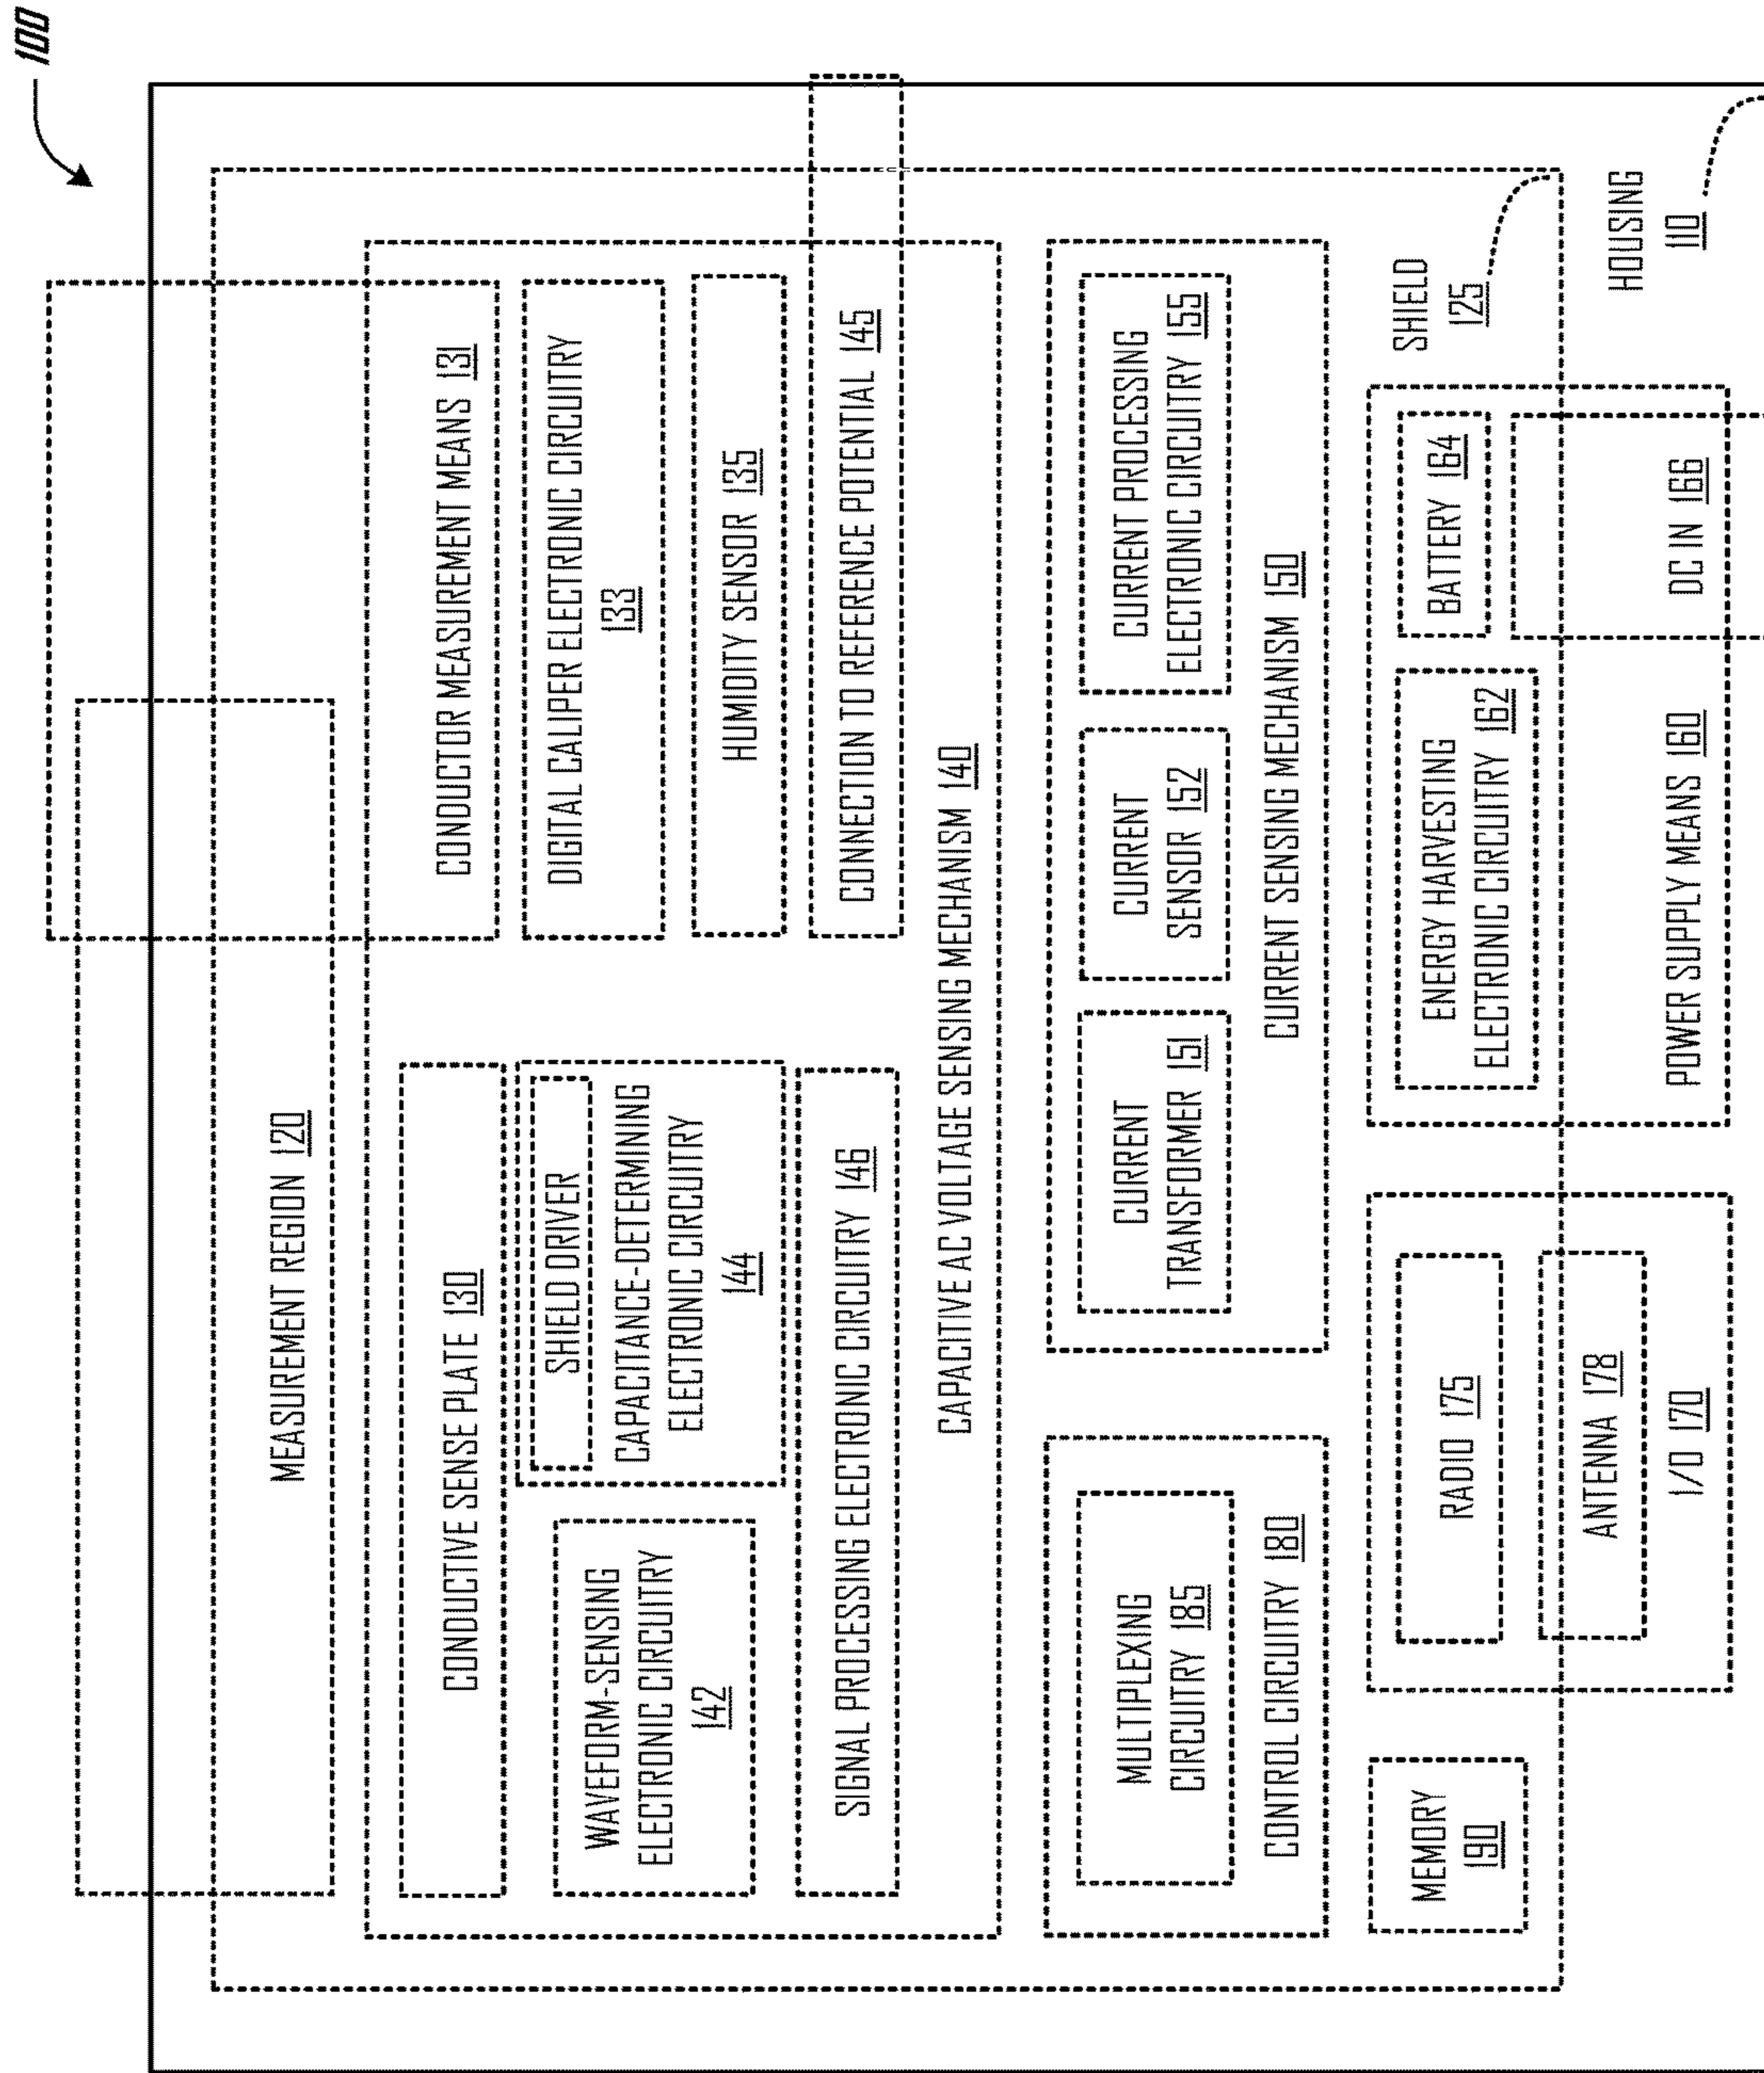 100
MEASUREMENT REGION 120
CONDUCTIVE SENSE PLATE 130
WAVEFORM-SENSING
ELECTRONIC CIRCUITRY
142
SHIELD DRIVER
CAPACITANCE-DETERMINING
ELECTRONIC CIRCUITRY
144
SIGNAL PROCESSING ELECTRONIC CIRCUITRY 146
CONDUCTOR MEASUREMENT MEANS 131
DIGITAL CALIPER ELECTRONIC CIRCUITRY
133
HUMIDITY SENSOR 135
CONNECTION TO REFERENCE POTENTIAL 145
CAPACITIVE AC VOLTAGE SENSING MECHANISM 140
MULTIPLEXING
CIRCUITRY 185
CONTROL CIRCUITRY 180
CURRENT
TRANSFORMER 151
CURRENT
SENSOR 152
CURRENT PROCESSING
ELECTRONIC CIRCUITRY 155
CURRENT SENSING MECHANISM 150
MEMORY
190
RADIO 175
ANTENNA 178
I/O 170
ENERGY HARVESTING
ELECTRONIC CIRCUITRY 162
BATTERY 164
DC IN 166
POWER SUPPLY MEANS 160
SHIELD
125
HOUSING
110